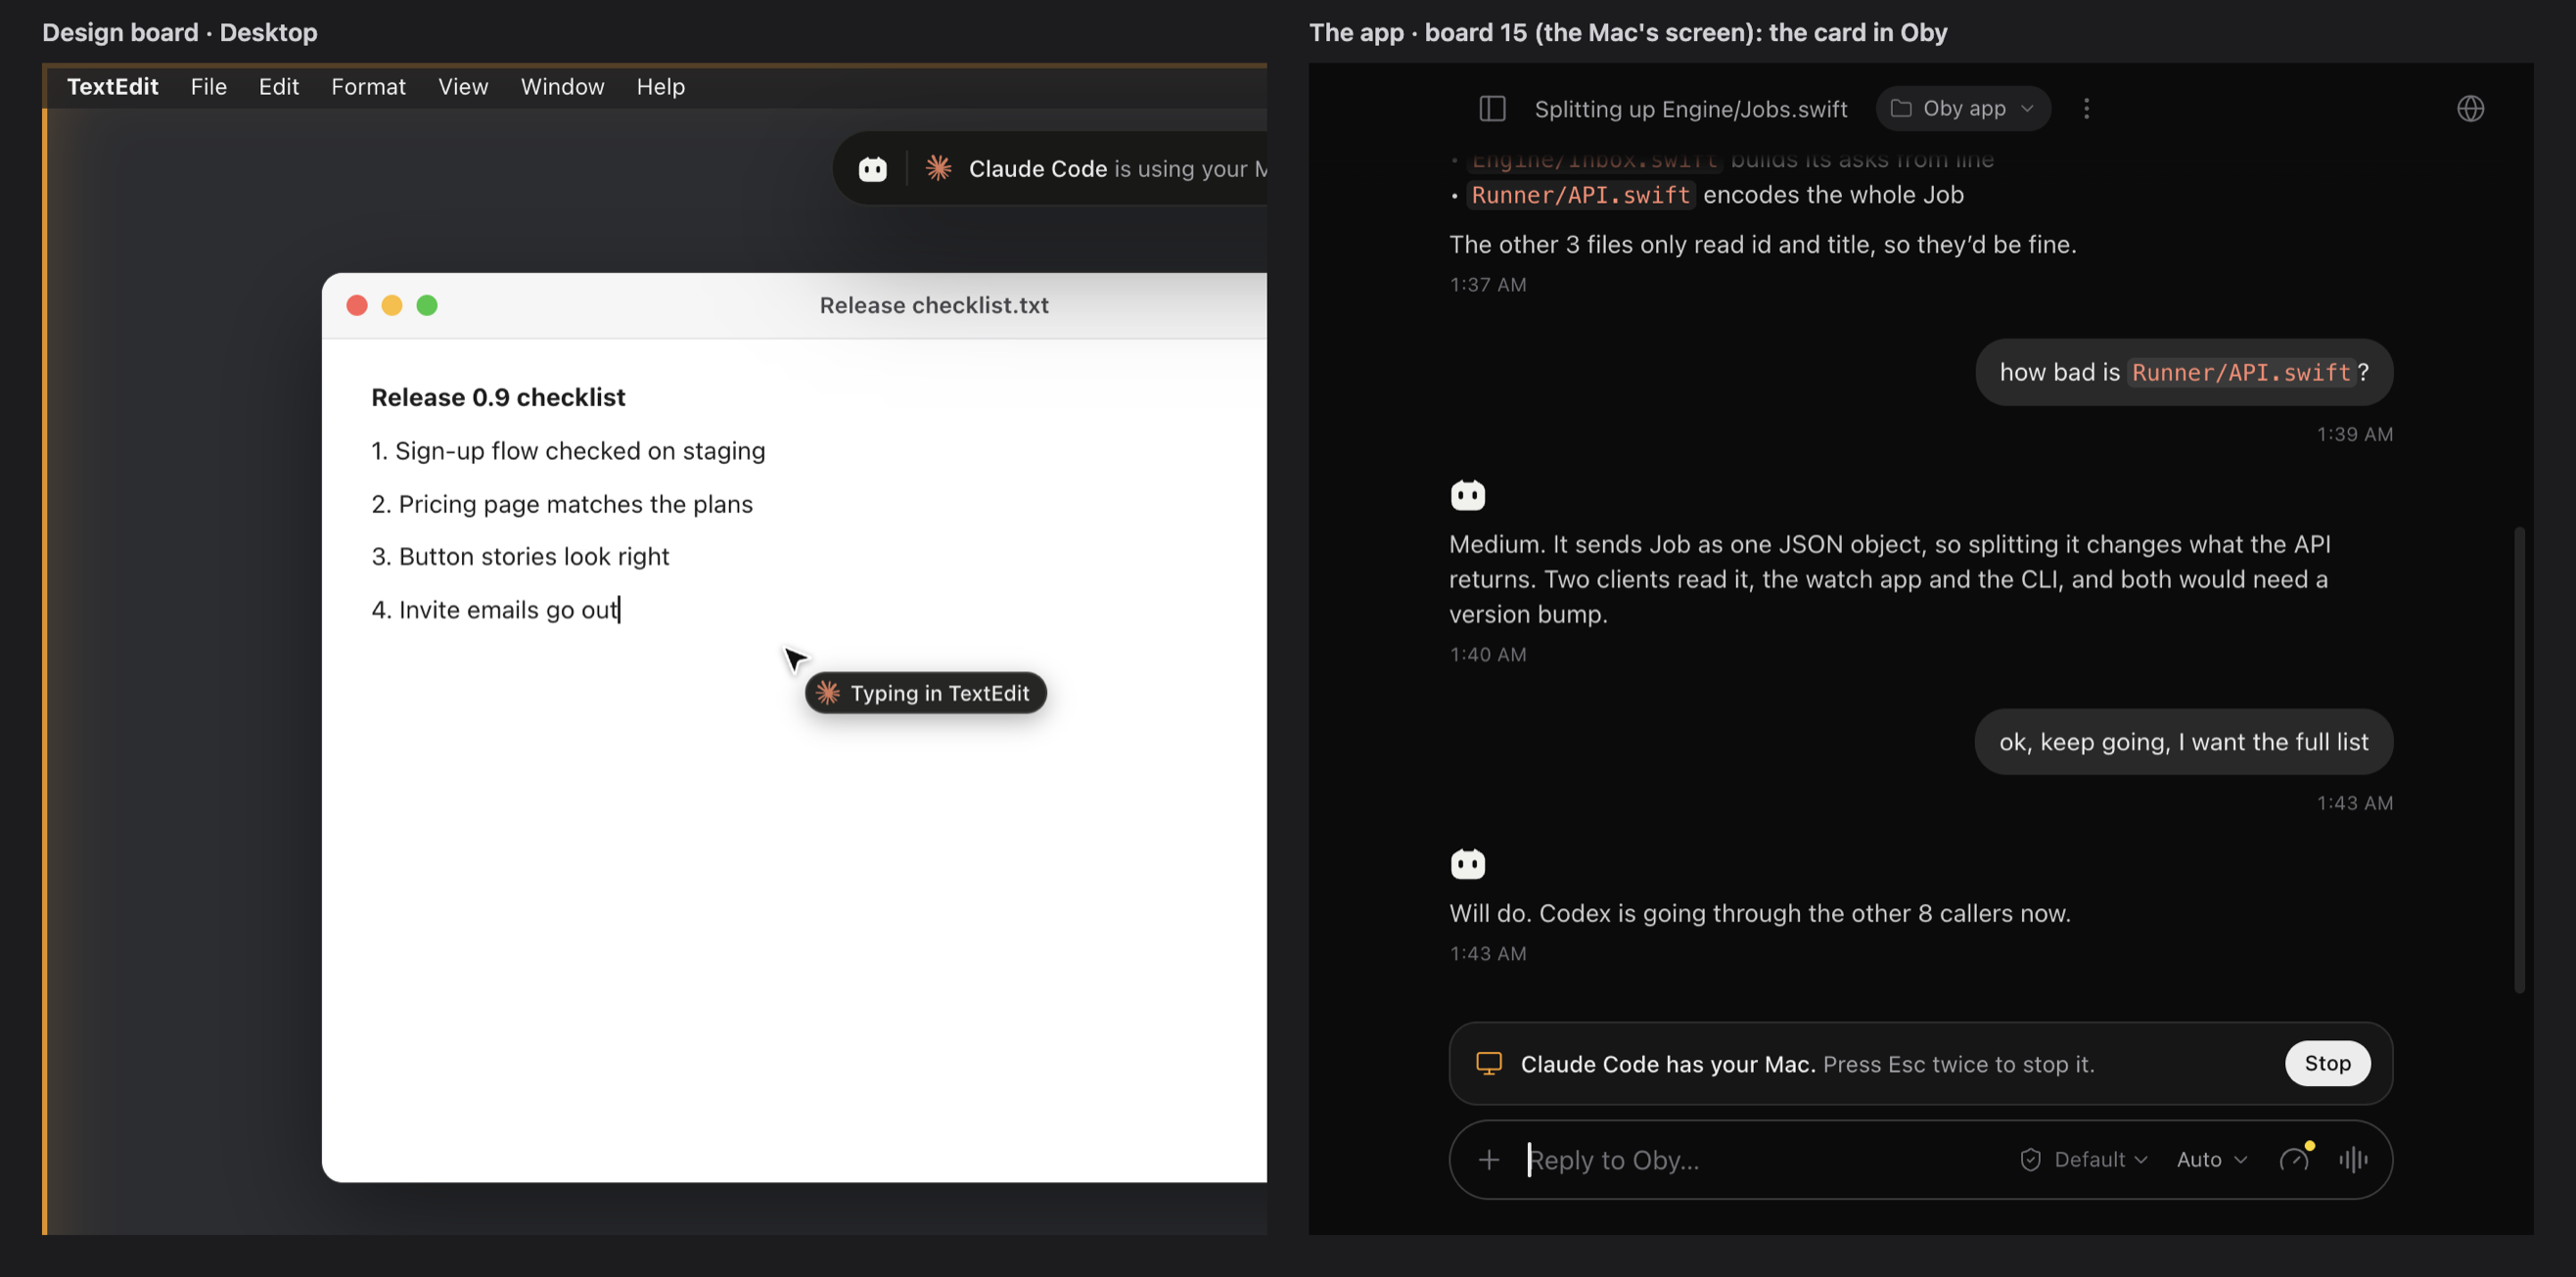 Design board · Desktop
TextEdit File Edit Format View Window Help
Claude Code is using your M
Release checklist.txt
Release 0.9 checklist
1. Sign-up flow checked on staging
2. Pricing page matches the plans
3. Button stories look right
4. Invite emails go out
Typing in TextEdit
The app · board 15 (the Mac's screen): the card in Oby
Splitting up Engine/Jobs.swift Oby app
• Engine/Inbox.swift builds its asks from line
• Runner/API.swift encodes the whole Job
The other 3 files only read id and title, so they’d be fine.
1:37 AM
how bad is Runner/API.swift?
1:39 AM
Medium. It sends Job as one JSON object, so splitting it changes what the API
returns. Two clients read it, the watch app and the CLI, and both would need a
version bump.
1:40 AM
ok, keep going, I want the full list
1:43 AM
Will do. Codex is going through the other 8 callers now.
1:43 AM
Claude Code has your Mac. Press Esc twice to stop it. Stop
Reply to Oby... Default Auto